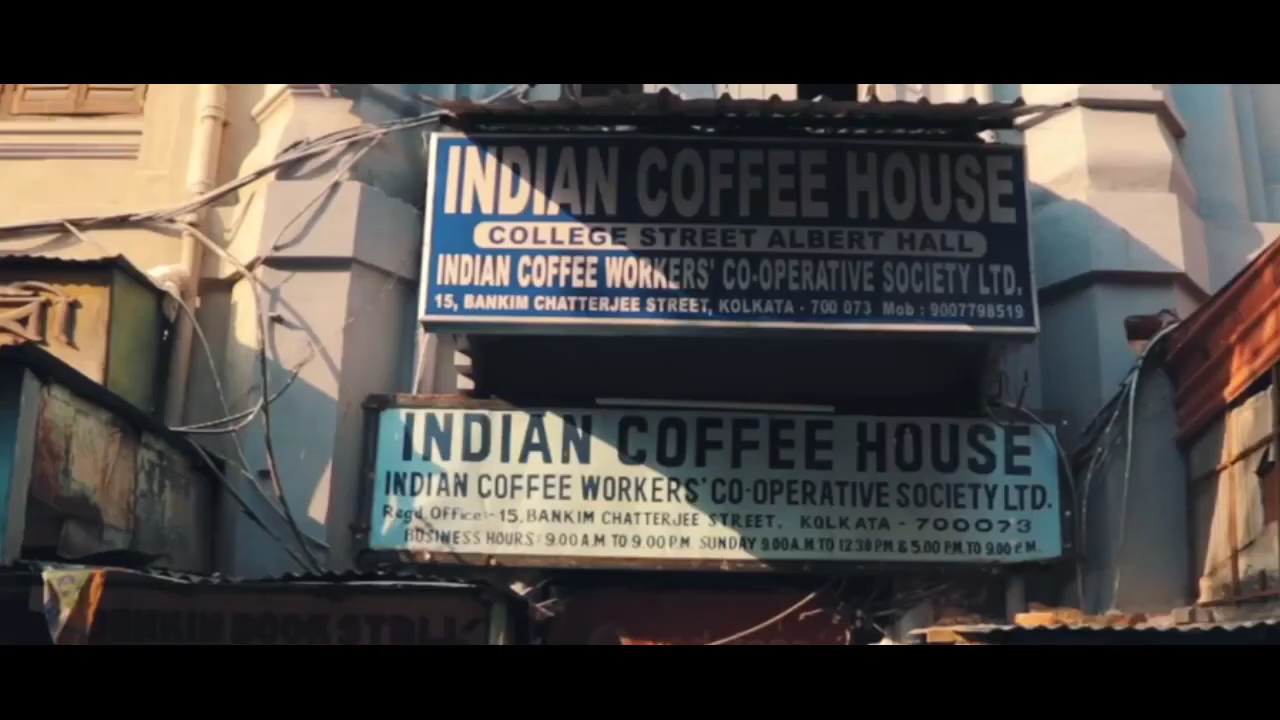 INDIAN COFFEE HOUSE
COLLEGE STREET ALBERT HALL
INDIAN COFFEE WORKERS' CO-OPERATIVE SOCIETY LTD.
15, BANKIM CHATTERJEE STREET, KOLKATA - 700 073 Mob : 9007798519
INDIAN COFFEE HOUSE
INDIAN COFFEE WORKERS' CO-OPERATIVE SOCIETY LTD.
Regd. Office:- 15, BANKIM CHATTERJEE STREET, KOLKATA - 700073
BUSINESS HOURS: 9.00 A.M TO 9.00 P.M. SUNDAY 9.00 A.M. TO 12.30 P.M. & 5.00 P.M. TO 9.00 P.M.
BOOK STALL